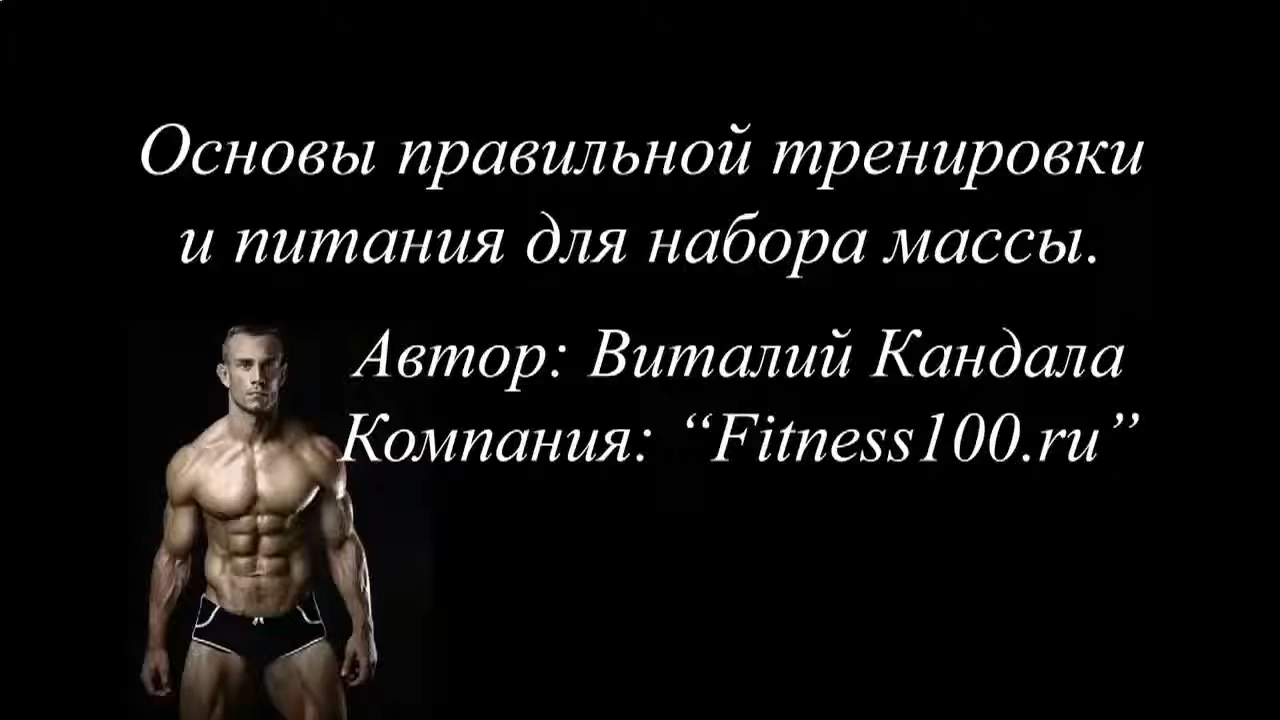 Основы правильной тренировки
и питания для набора массы.
Автор: Виталий Кандала
Компания: “Fitness100.ru”